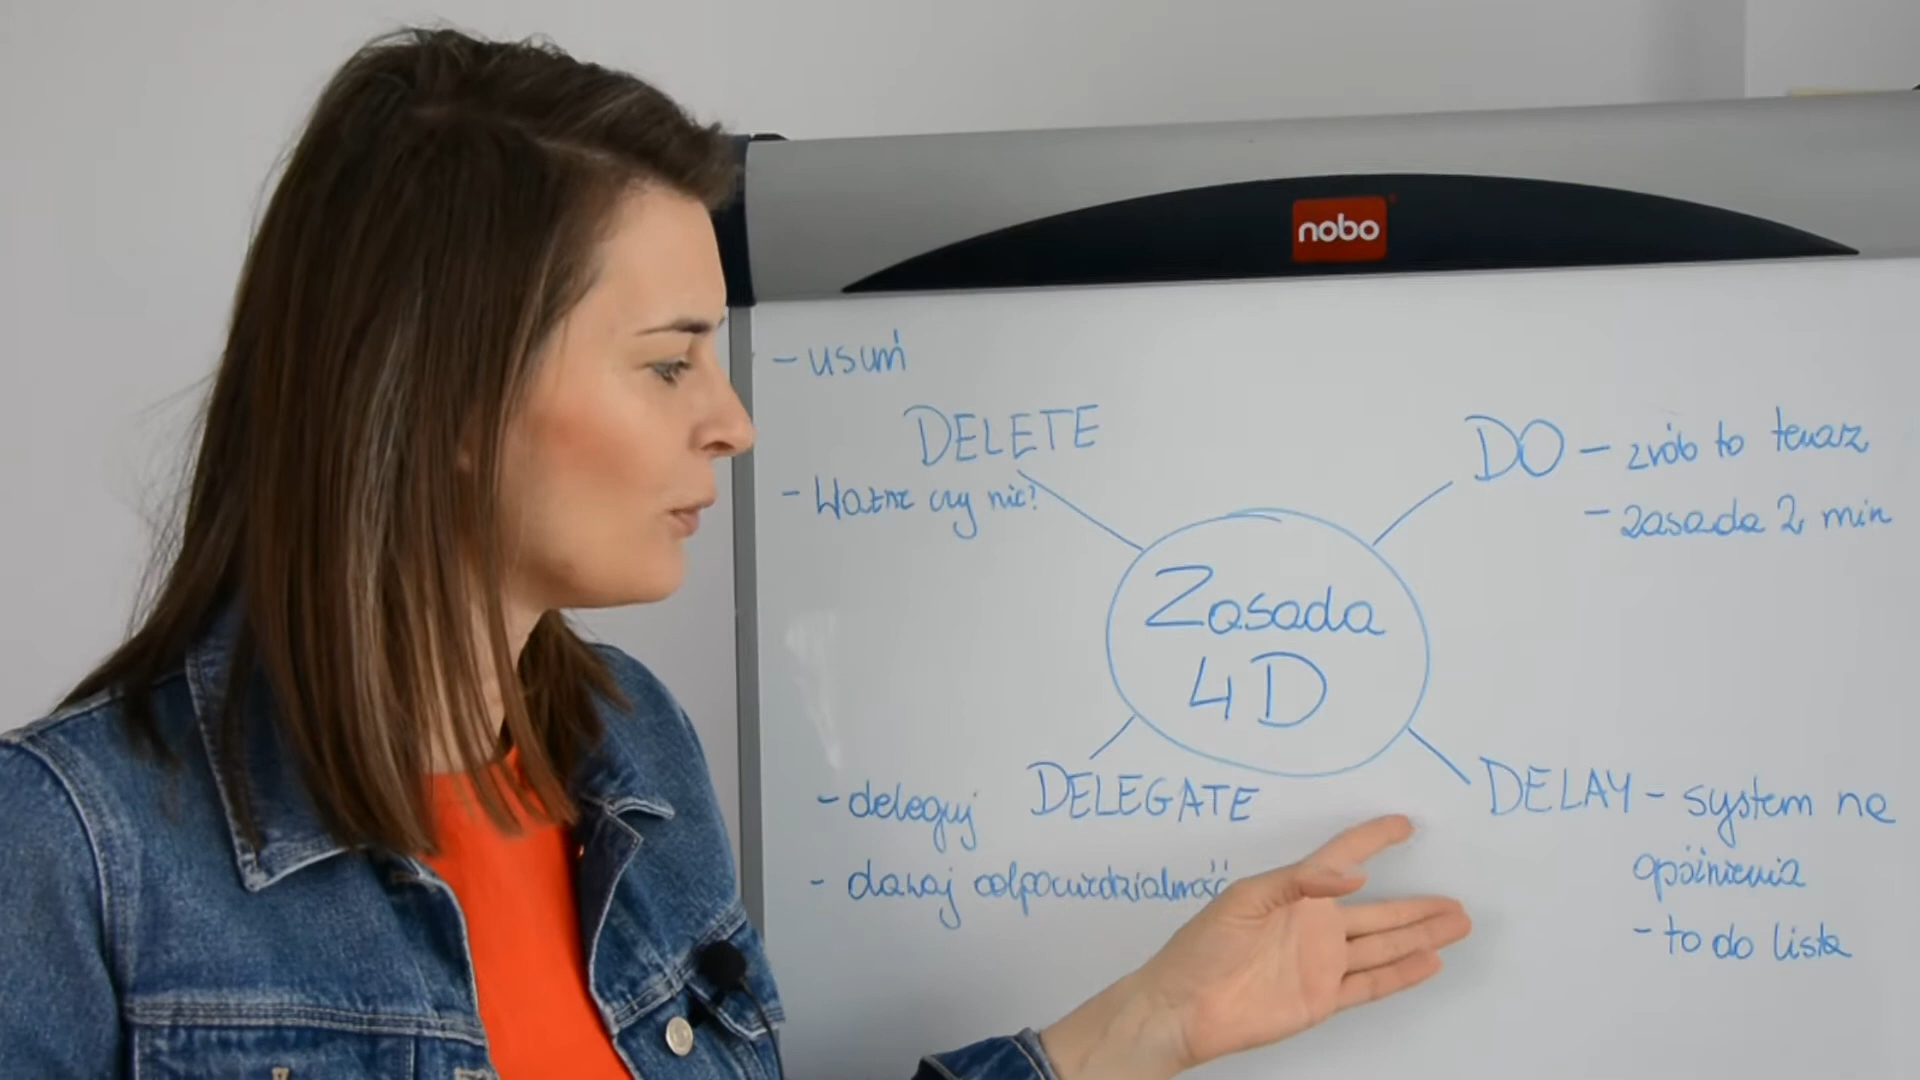 nobo
- usuń
DELETE
- Ważne czy nie?
DO - zrób to teraz
- zasada 2 min
Zasada
4D
- deleguj DELEGATE
- dawaj odpowiedzialność
DELAY - system na
opóźnienia
- to do lista